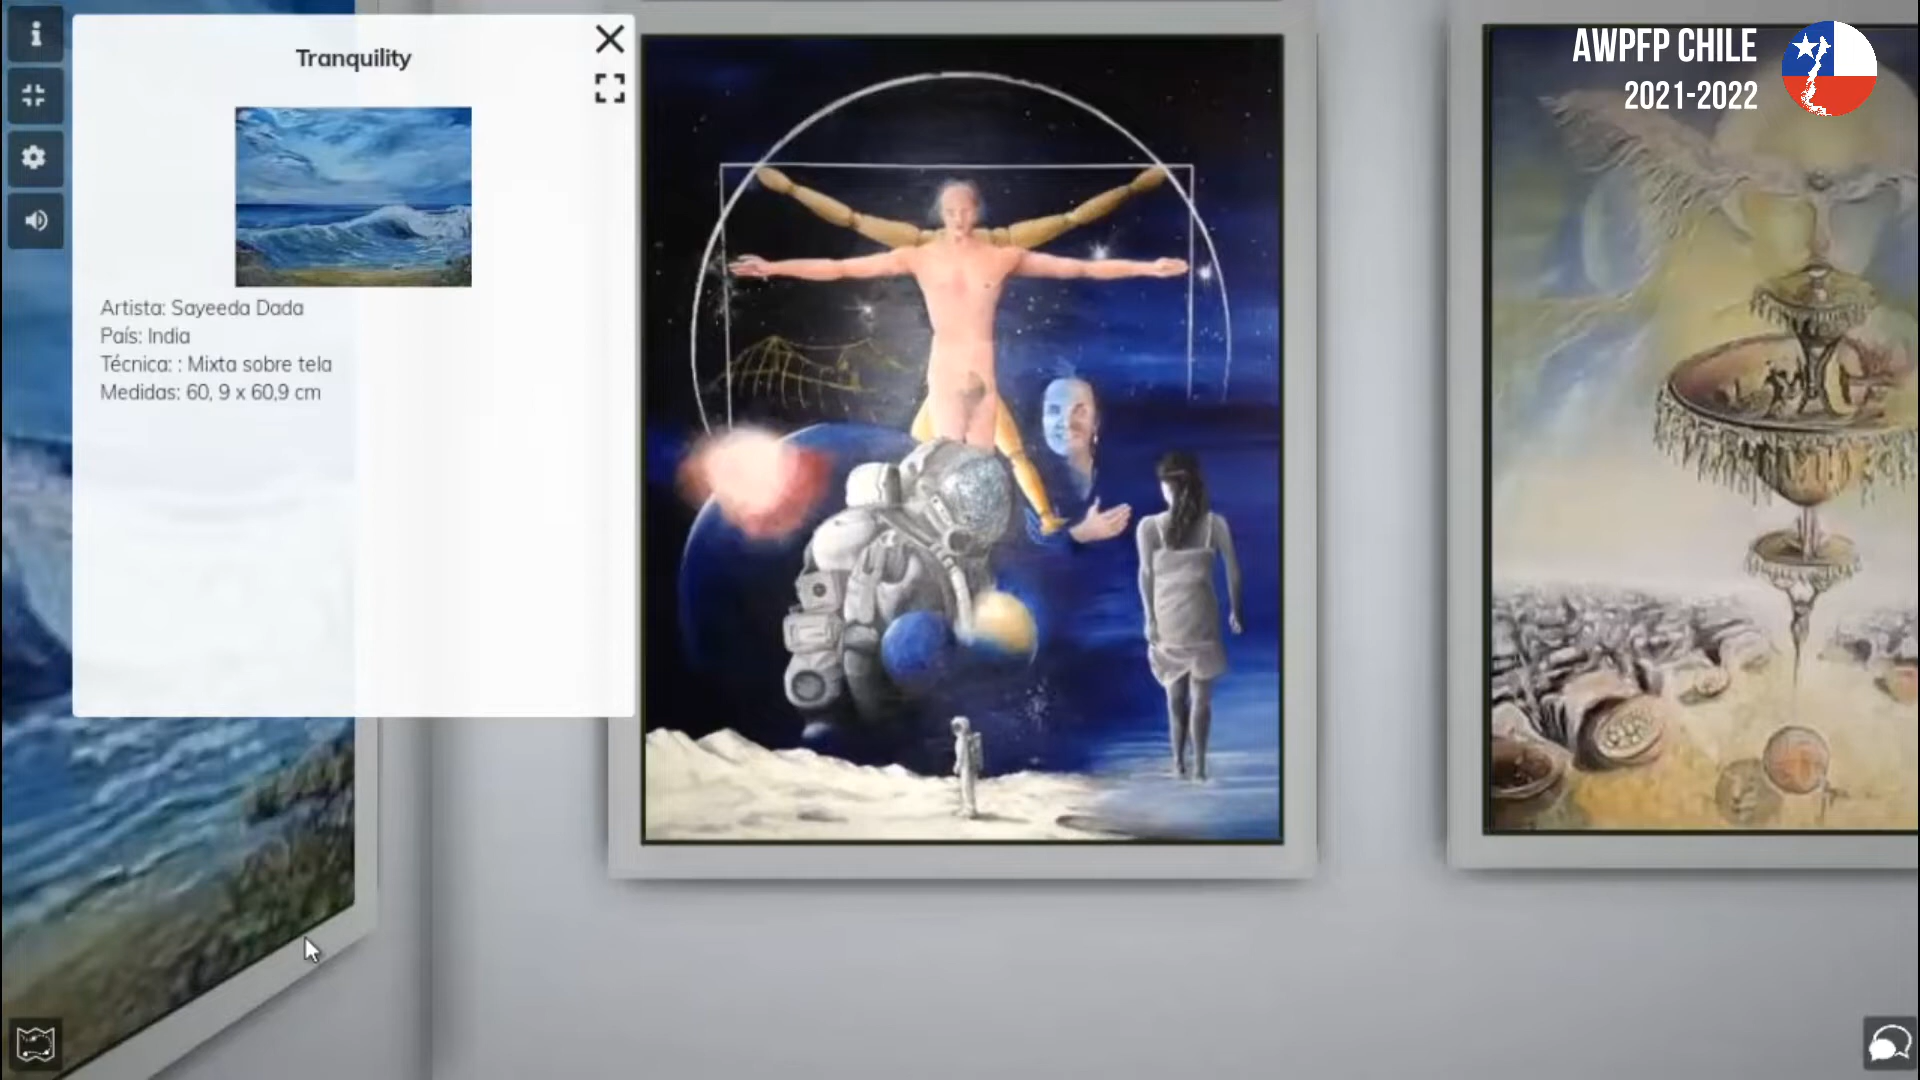 Tranquility
Artista: Sayeeda Dada
País: India
Técnica: : Mixta sobre tela
Medidas: 60, 9 x 60,9 cm
AWPFP CHILE
2021-2022